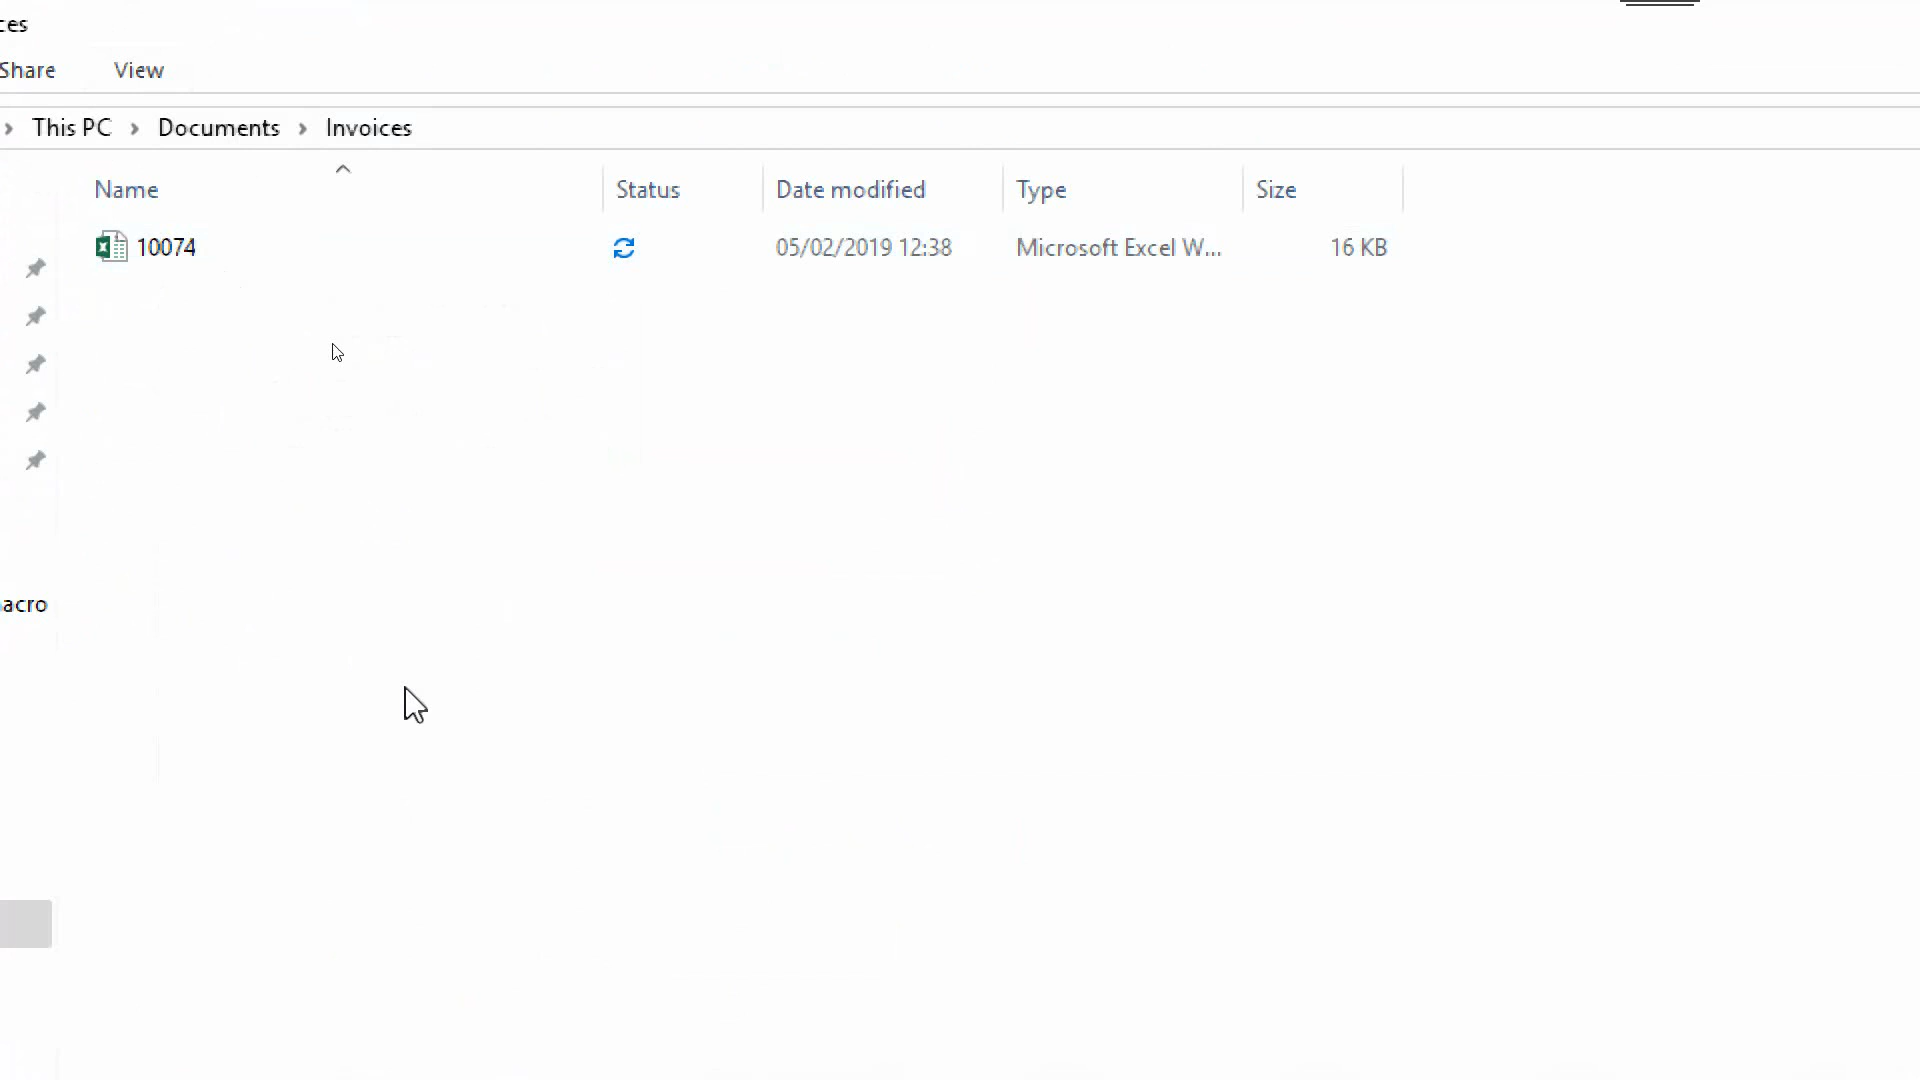 ces
Share View
This PC › Documents › Invoices
Name Status Date modified Type Size
10074 05/02/2019 12:38 Microsoft Excel W... 16 KB
acro